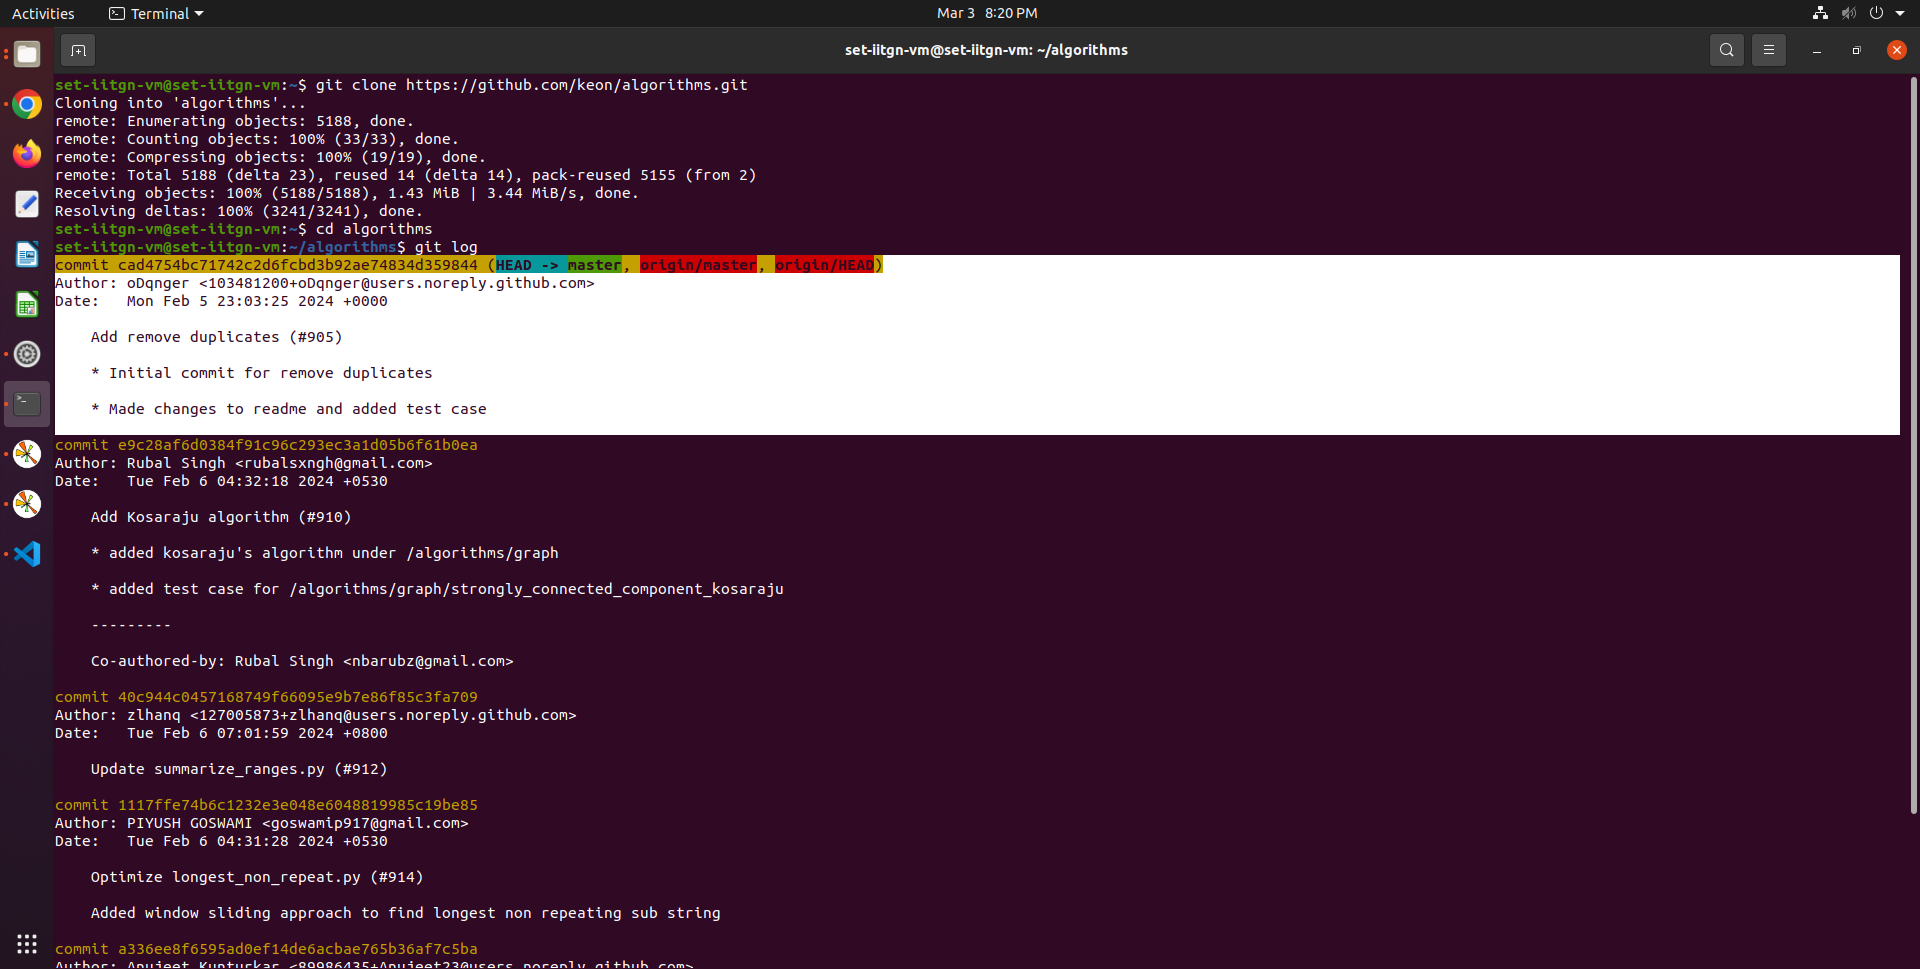 Activities
Terminal
Mar 3 8:20 PM
set-iitgn-vm@set-iitgn-vm: ~/algorithms
set-iitgn-vm@set-iitgn-vm:~$ git clone https://github.com/keon/algorithms.git
Cloning into 'algorithms'...
remote: Enumerating objects: 5188, done.
remote: Counting objects: 100% (33/33), done.
remote: Compressing objects: 100% (19/19), done.
remote: Total 5188 (delta 23), reused 14 (delta 14), pack-reused 5155 (from 2)
Receiving objects: 100% (5188/5188), 1.43 MiB | 3.44 MiB/s, done.
Resolving deltas: 100% (3241/3241), done.
set-iitgn-vm@set-iitgn-vm:~$ cd algorithms
set-iitgn-vm@set-iitgn-vm:~/algorithms$ git log
commit cad4754bc71742c2d6fcbd3b92ae74834d359844 (HEAD -> master, origin/master, origin/HEAD)
Author: oDqnger <103481200+oDqnger@users.noreply.github.com>
Date:   Mon Feb 5 23:03:25 2024 +0000
Add remove duplicates (#905)
* Initial commit for remove duplicates
* Made changes to readme and added test case
commit e9c28af6d0384f91c96c293ec3a1d05b6f61b0ea
Author: Rubal Singh <rubalsxngh@gmail.com>
Date:   Tue Feb 6 04:32:18 2024 +0530
Add Kosaraju algorithm (#910)
* added kosaraju's algorithm under /algorithms/graph
* added test case for /algorithms/graph/strongly_connected_component_kosaraju
---------
Co-authored-by: Rubal Singh <nbarubz@gmail.com>
commit 40c944c0457168749f66095e9b7e86f85c3fa709
Author: zlhanq <127005873+zlhanq@users.noreply.github.com>
Date:   Tue Feb 6 07:01:59 2024 +0800
Update summarize_ranges.py (#912)
commit 1117ffe74b6c1232e3e048e6048819985c19be85
Author: PIYUSH GOSWAMI <goswamip917@gmail.com>
Date:   Tue Feb 6 04:31:28 2024 +0530
Optimize longest_non_repeat.py (#914)
Added window sliding approach to find longest non repeating sub string
commit a336ee8f6595ad0ef14de6acbae765b36af7c5ba
Author: Anujeet Kunturkar <89986435+Anujeet23@users.noreply.github.com>